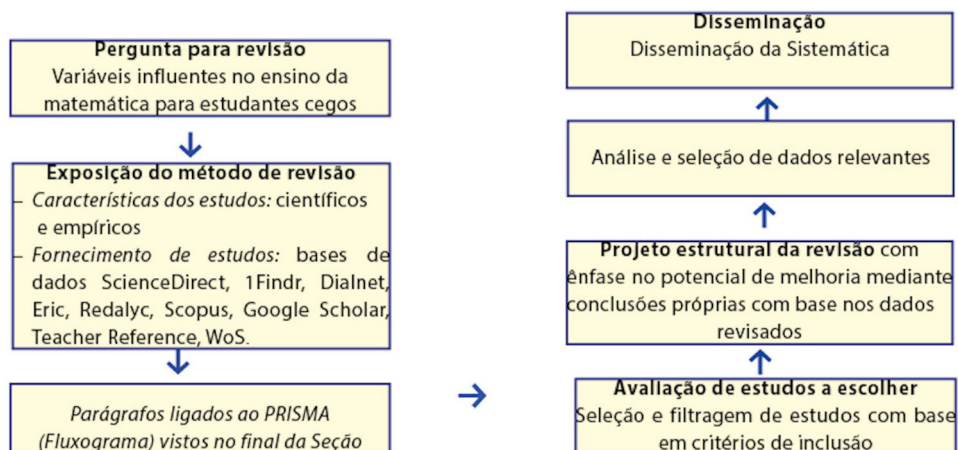 Pergunta para revisão
Variáveis influentes no ensino da
matemática para estudantes cegos
Exposição do método de revisão
– Características dos estudos: científicos
e empíricos
– Fornecimento de estudos: bases de
dados ScienceDirect, 1Findr, Dialnet,
Eric, Redalyc, Scopus, Google Scholar,
Teacher Reference, WoS.
Parágrafos ligados ao PRISMA
(Fluxograma) vistos no final da Seção
Disseminação
Disseminação da Sistemática
Análise e seleção de dados relevantes
Projeto estrutural da revisão com
ênfase no potencial de melhoria mediante
conclusões próprias com base nos dados
revisados
Avaliação de estudos a escolher
Seleção e filtragem de estudos com base
em critérios de inclusão